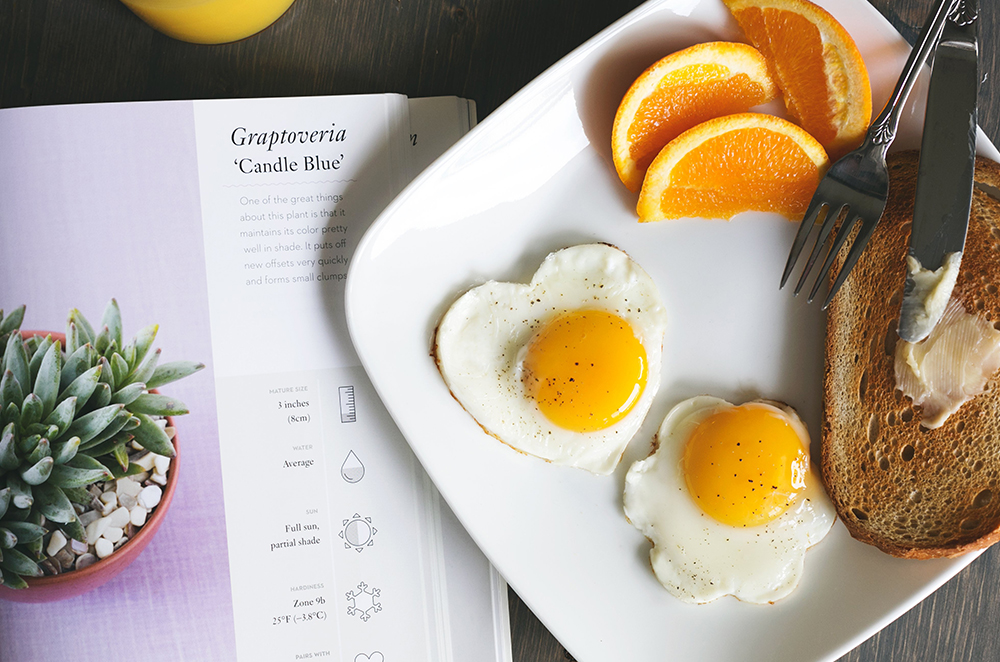 Graptoveria
‘Candle Blue’
One of the great things
about this plant is that it
maintains its color pretty
well in shade. It puts off
new offsets very quickly
and forms small clumps
MATURE SIZE
3 inches
(8cm)
WATER
Average
SUN
Full sun,
partial shade
HARDINESS
Zone 9b
25°F (–3.8°C)
PAIRS WITH